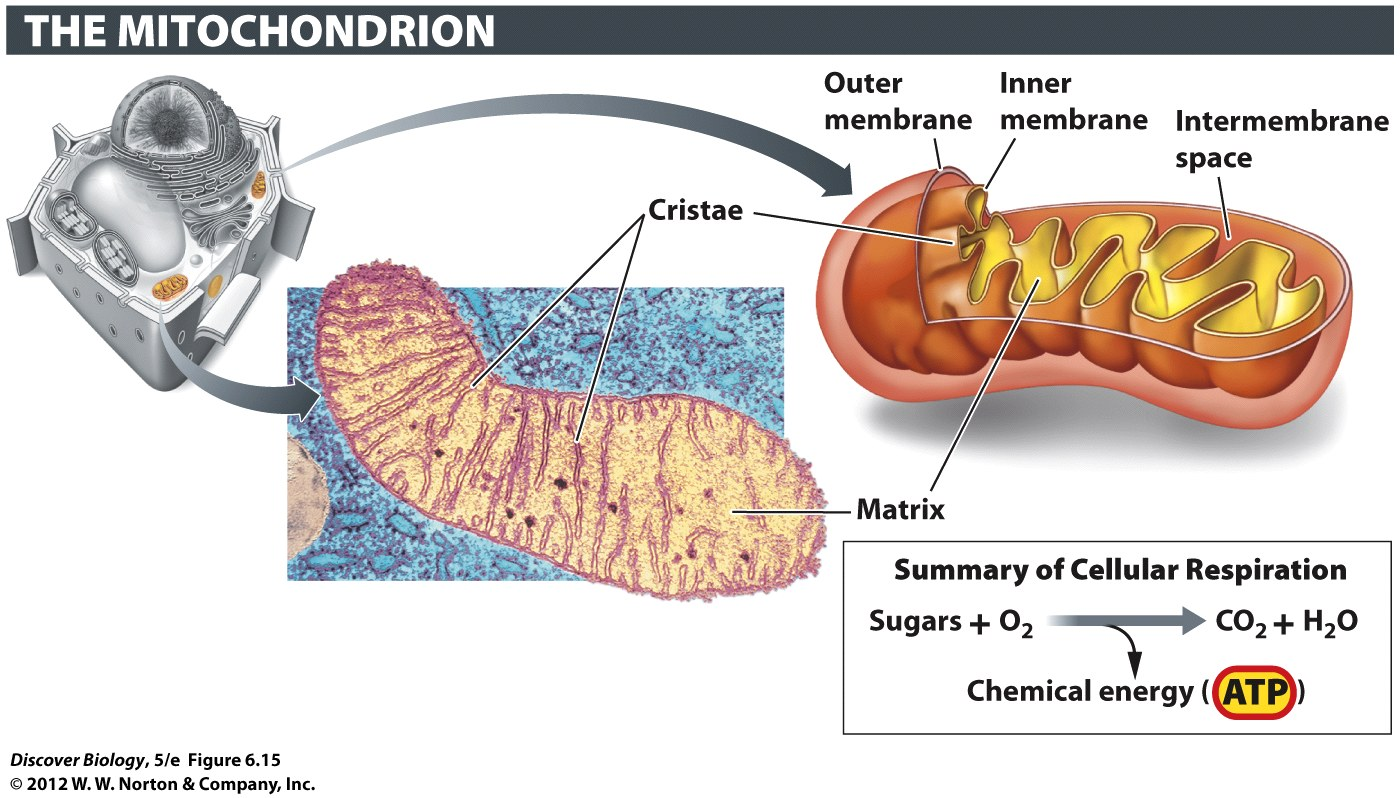 THE MITOCHONDRION
Outer
membrane
Inner
membrane
Intermembrane
space
Cristae
Matrix
Summary of Cellular Respiration
Sugars + O₂
CO₂ + H₂O
Chemical energy (ATP)
Discover Biology, 5/e Figure 6.15
© 2012 W. W. Norton & Company, Inc.